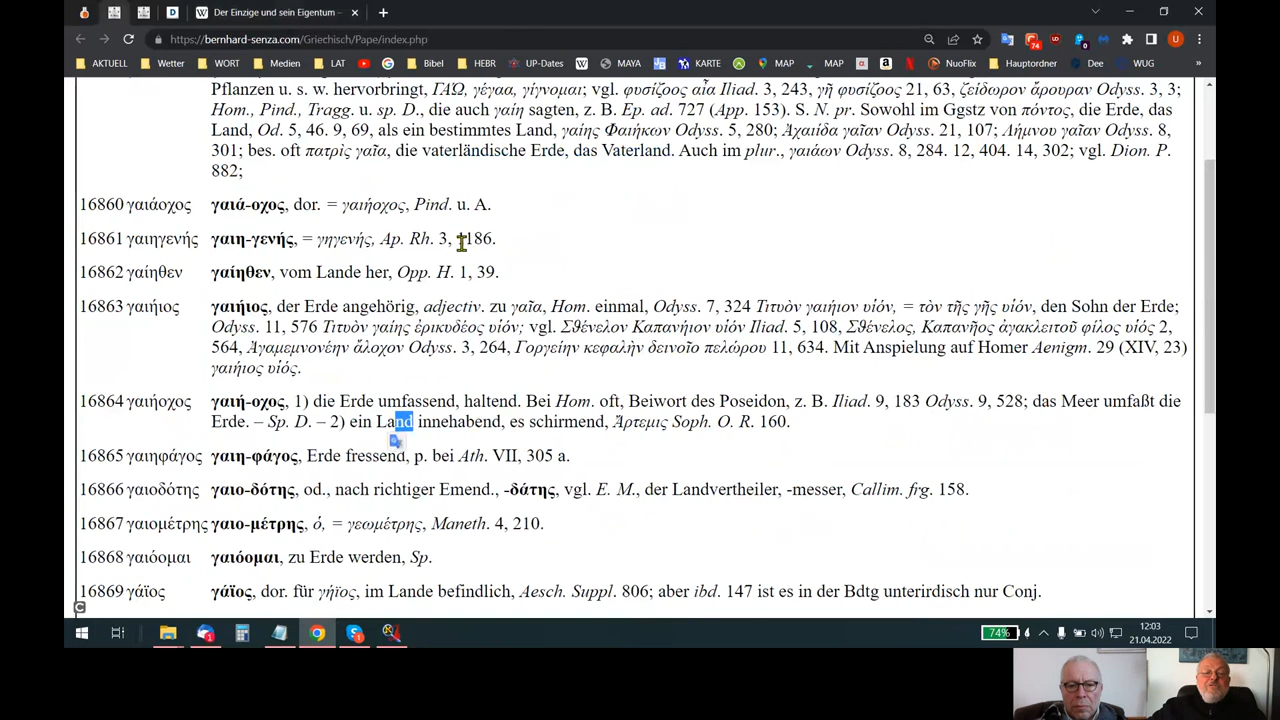 Der Einzige und sein Eigentum –
https://bernhard-senza.com/Griechisch/Pape/index.php
AKTUELL Wetter WORT Medien LAT UP-Dates Bibel HEBR MAYA KARTE MAP MAP NuoFlix Hauptordner Dee WUG »
Pflanzen u. s. w. hervorbringt, ΓΑΩ, γέγαα, γίγνομαι; vgl. φυσίζοος αἶα Iliad. 3, 243, γῆ φυσίζοος 21, 63, ζείδωρον ἄρουραν Odyss. 3, 3;
Hom., Pind., Tragg. u. sp. D., die auch γαίη sagten, z. B. Ep. ad. 727 (App. 153). S. N. pr. Sowohl im Ggstz von πόντος, die Erde, das
Land, Od. 5, 46. 9, 69, als ein bestimmtes Land, γαίης Φαιήκων Odyss. 5, 280; Ἀχαιίδα γαῖαν Odyss. 21, 107; Λήμνου γαῖαν Odyss. 8,
301; bes. oft πατρὶς γαῖα, die vaterländische Erde, das Vaterland. Auch im plur., γαιάων Odyss. 8, 284. 12, 404. 14, 302; vgl. Dion. P.
882;
16860 γαιάοχος γαιά-οχος, dor. = γαιήοχος, Pind. u. A.
16861 γαιηγενής γαιη-γενής, = γηγενής, Ap. Rh. 3, 1186.
16862 γαίηθεν γαίηθεν, vom Lande her, Opp. H. 1, 39.
16863 γαιήιος γαιήιος, der Erde angehörig, adjectiv. zu γαῖα, Hom. einmal, Odyss. 7, 324 Τιτυὸν γαιήιον υἱόν, = τὸν τῆς γῆς υἱόν, den Sohn der Erde;
Odyss. 11, 576 Τιτυὸν γαίης ἐρικυδέος υἱόν; vgl. Σθένελον Καπανήιον υἱόν Iliad. 5, 108, Σθένελος, Καπανῆος ἀγακλειτοῦ φίλος υἱός 2,
564, Ἀγαμεμνονέην ἄλοχον Odyss. 3, 264, Γοργείην κεφαλὴν δεινοῖο πελώρου 11, 634. Mit Anspielung auf Homer Aenigm. 29 (XIV, 23)
γαιήιος υἱός.
16864 γαιήοχος γαιή-οχος, 1) die Erde umfassend, haltend. Bei Hom. oft, Beiwort des Poseidon, z. B. Iliad. 9, 183 Odyss. 9, 528; das Meer umfaßt die
Erde. – Sp. D. – 2) ein Land innehabend, es schirmend, Ἄρτεμις Soph. O. R. 160.
16865 γαιηφάγος γαιη-φάγος, Erde fressend, p. bei Ath. VII, 305 a.
16866 γαιοδότης γαιο-δότης, od., nach richtiger Emend., -δάτης, vgl. E. M., der Landvertheiler, -messer, Callim. frg. 158.
16867 γαιομέτρης γαιο-μέτρης, ὁ, = γεωμέτρης, Maneth. 4, 210.
16868 γαιόομαι γαιόομαι, zu Erde werden, Sp.
16869 γάϊος γάϊος, dor. für γήϊος, im Lande befindlich, Aesch. Suppl. 806; aber ibd. 147 ist es in der Bdtg unterirdisch nur Conj.
74% 12:03
21.04.2022